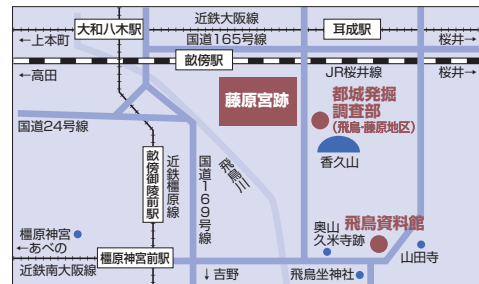 近鉄大阪線
大和八木駅
耳成駅
←上本町
国道165号線
桜井→
畝傍駅
←高田
JR桜井線
桜井→
藤原宮跡
都城発掘
調査部
(飛鳥・藤原地区)
国道24号線
香久山
畝傍御陵前駅
近鉄橿原線
国道169号線
飛鳥川
橿原神宮
←あべの
橿原神宮前駅
近鉄南大阪線
↓吉野
奥山
久米寺跡
飛鳥資料館
山田寺
飛鳥坐神社